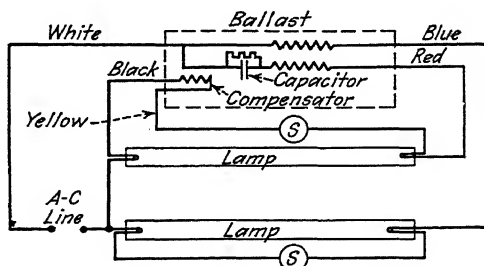 Ballast
White
Blue
Red
Black
Capacitor
Compensator
Yellow
S
Lamp
A-C
Line
Lamp
S